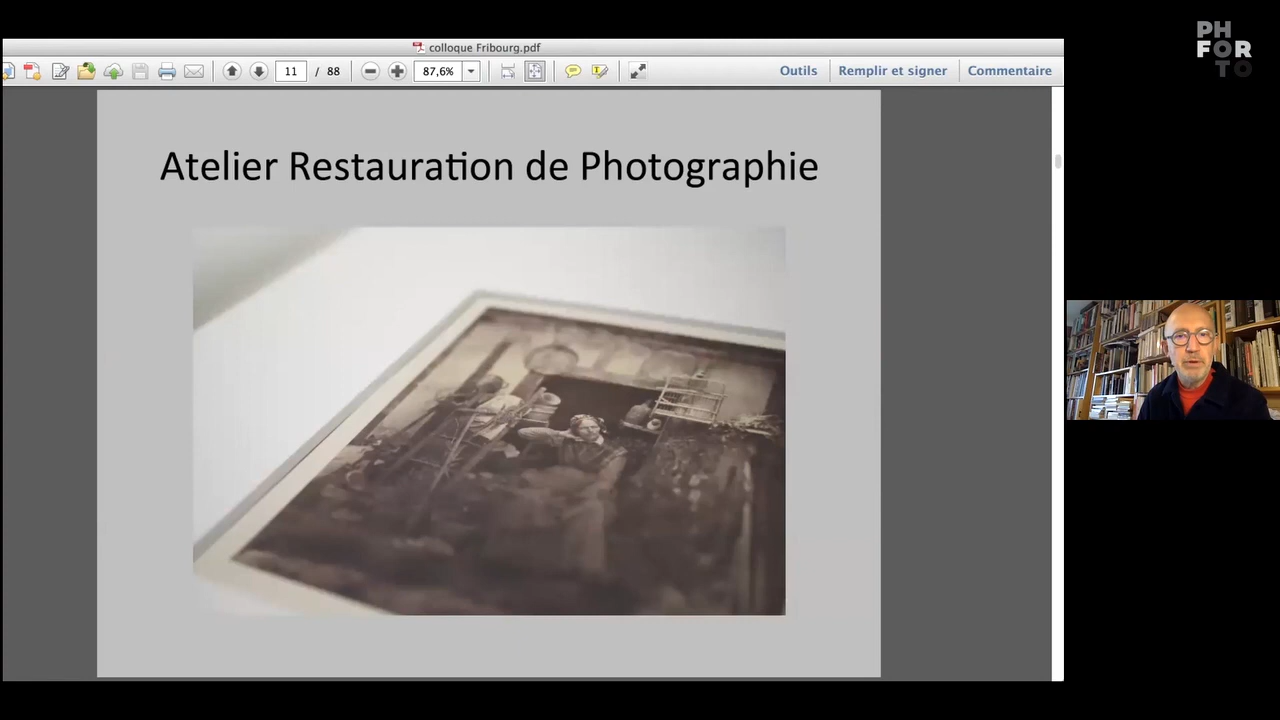 PH
FOR
TO
colloque Fribourg.pdf
11 / 88
87,6%
Outils
Remplir et signer
Commentaire
Atelier Restauration de Photographie